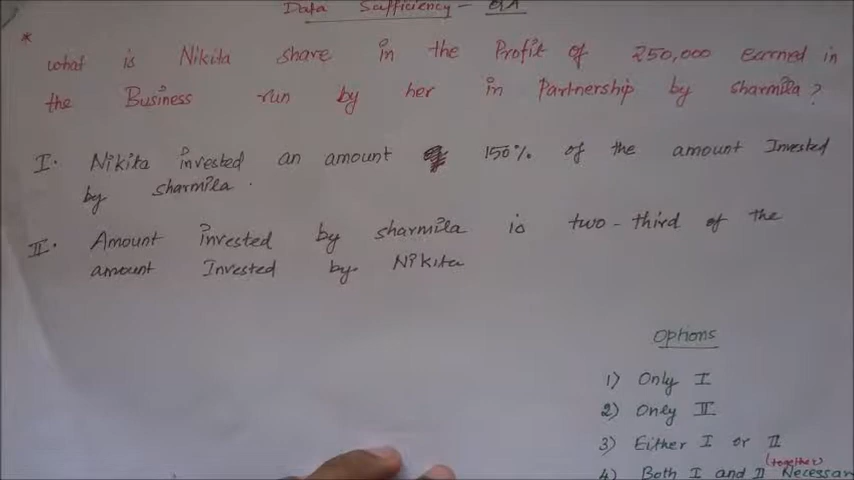 Data Sufficiency - Q/A
* what is Nikita share in the Profit of 250,000 earned in
the Business run by her in Partnership by sharmila?
I. Nikita invested an amount 150% of the amount Invested
by sharmila.
II. Amount invested by sharmila is two-third of the
amount Invested by Nikita
Options
1) Only I
2) Only II
3) Either I or II
(together)
4) Both I and II Necessar